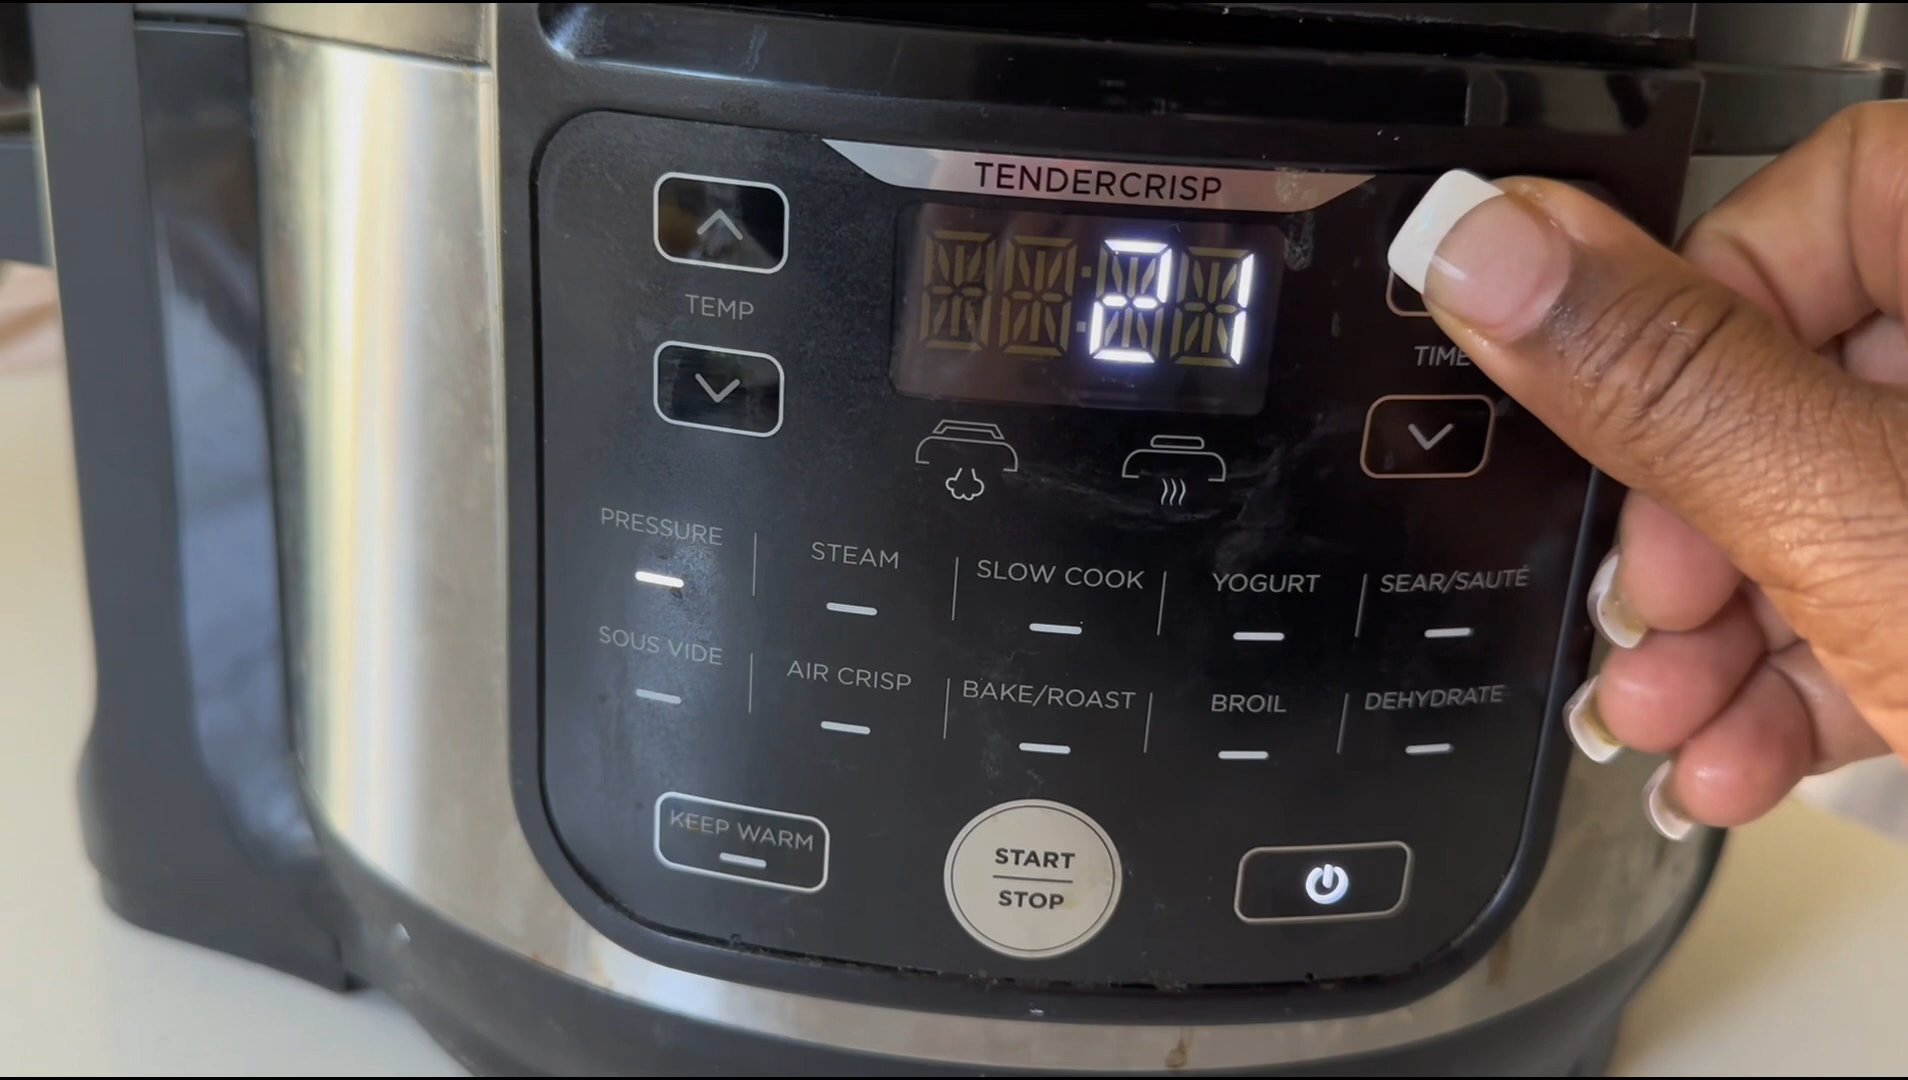 TENDERCRISP
21
TEMP
TIME
PRESSURE
STEAM
SLOW COOK
YOGURT
SEAR/SAUTÉ
SOUS VIDE
AIR CRISP
BAKE/ROAST
BROIL
DEHYDRATE
KEEP WARM
START
STOP